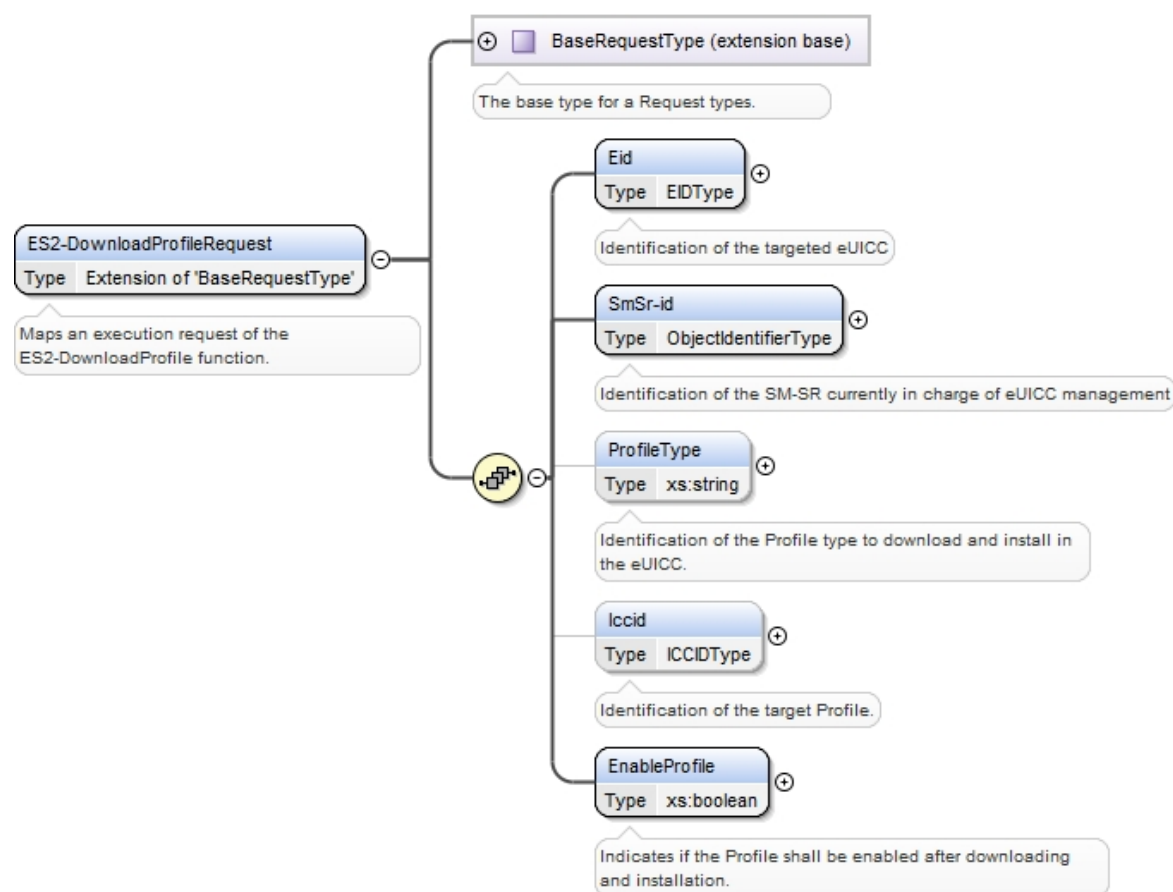 BaseRequestType (extension base)
The base type for a Request types.
Eid
Type EIDType
Identification of the targeted eUICC
ES2-DownloadProfileRequest
Type Extension of 'BaseRequestType'
Maps an execution request of the
ES2-DownloadProfile function.
SmSr-id
Type ObjectIdentifierType
Identification of the SM-SR currently in charge of eUICC management
ProfileType
Type xs:string
Identification of the Profile type to download and install in
the eUICC.
Iccid
Type ICCIDType
Identification of the target Profile.
EnableProfile
Type xs:boolean
Indicates if the Profile shall be enabled after downloading
and installation.